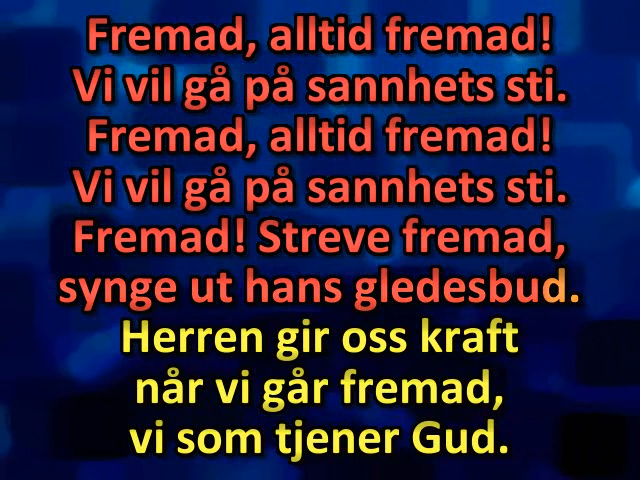 Fremad, alltid fremad!
Vi vil gå på sannhets sti.
Fremad, alltid fremad!
Vi vil gå på sannhets sti.
Fremad! Streve fremad,
synge ut hans gledesbud.
Herren gir oss kraft
når vi går fremad,
vi som tjener Gud.